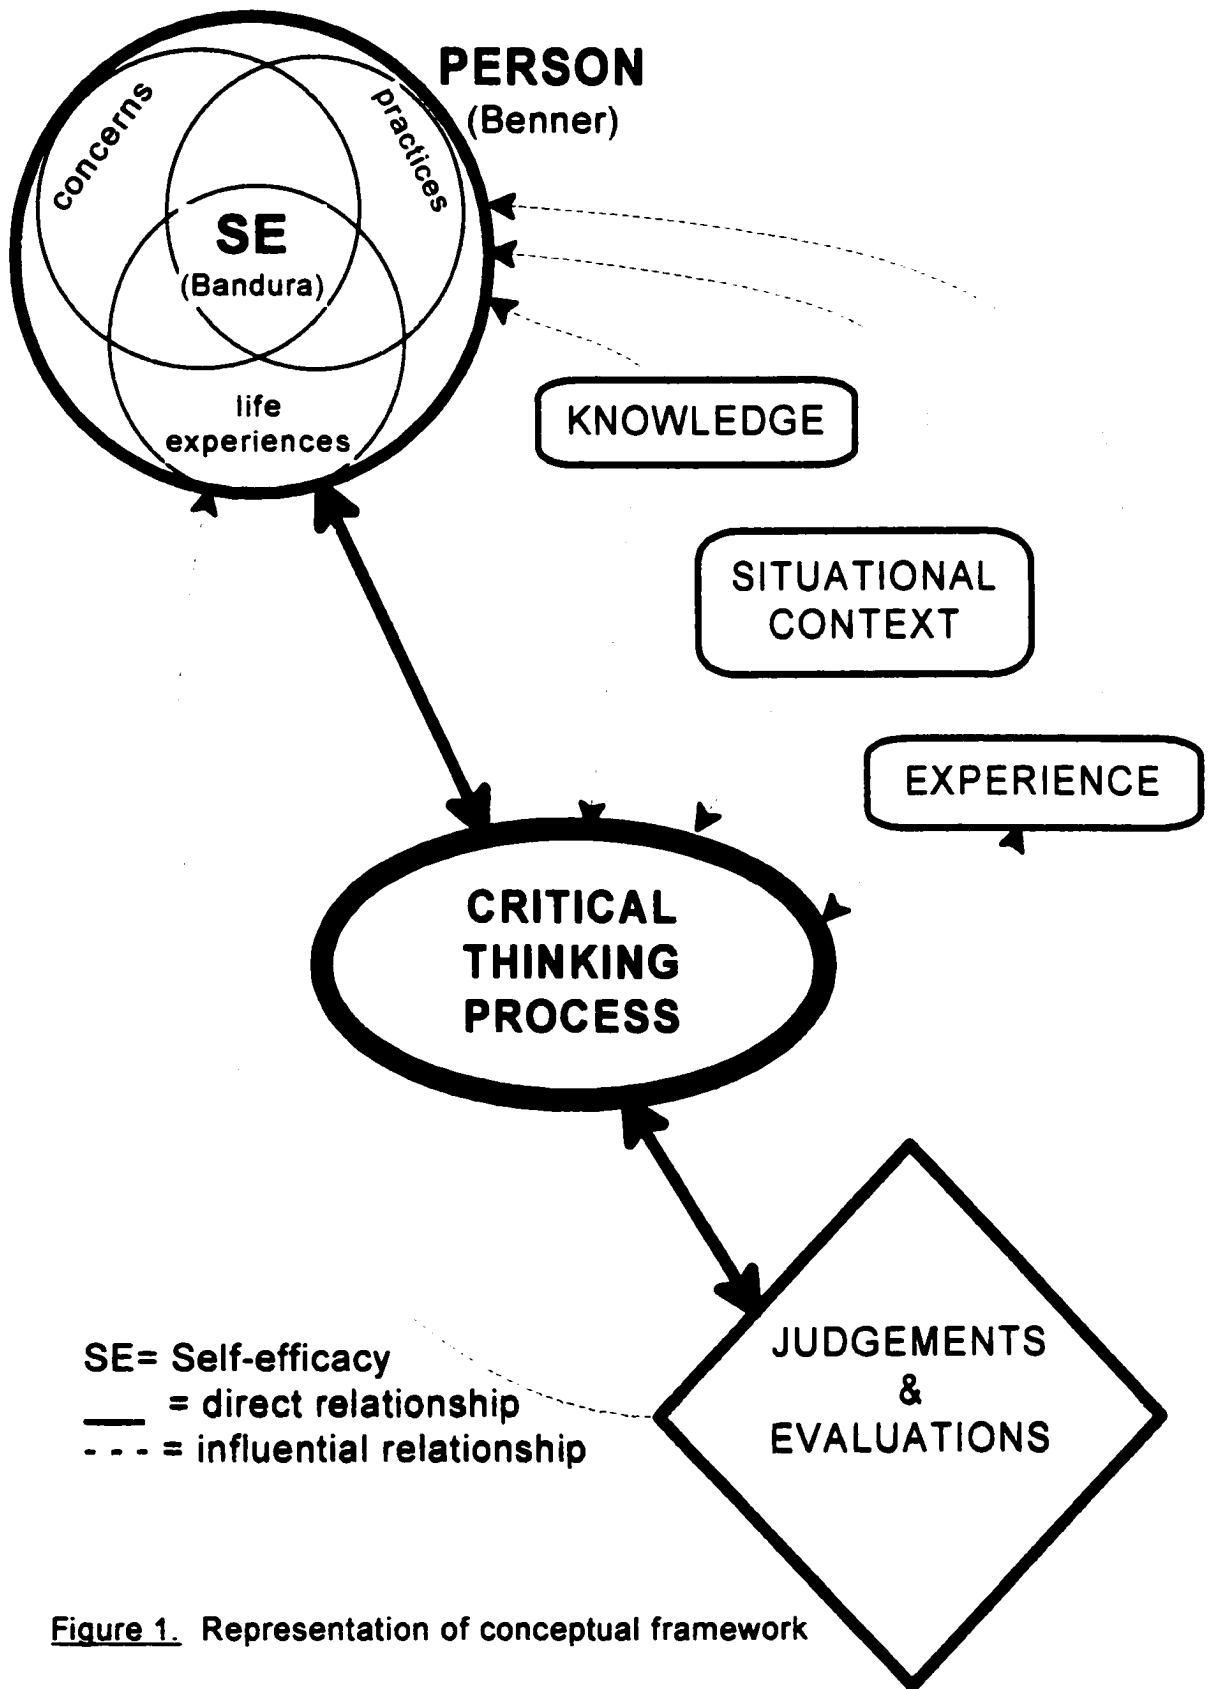 PERSON
(Benner)
concerns
practices
SE
(Bandura)
life
experiences
KNOWLEDGE
SITUATIONAL
CONTEXT
EXPERIENCE
CRITICAL
THINKING
PROCESS
JUDGEMENTS
&
EVALUATIONS
SE= Self-efficacy
___ = direct relationship
- - - = influential relationship
Figure 1. Representation of conceptual framework